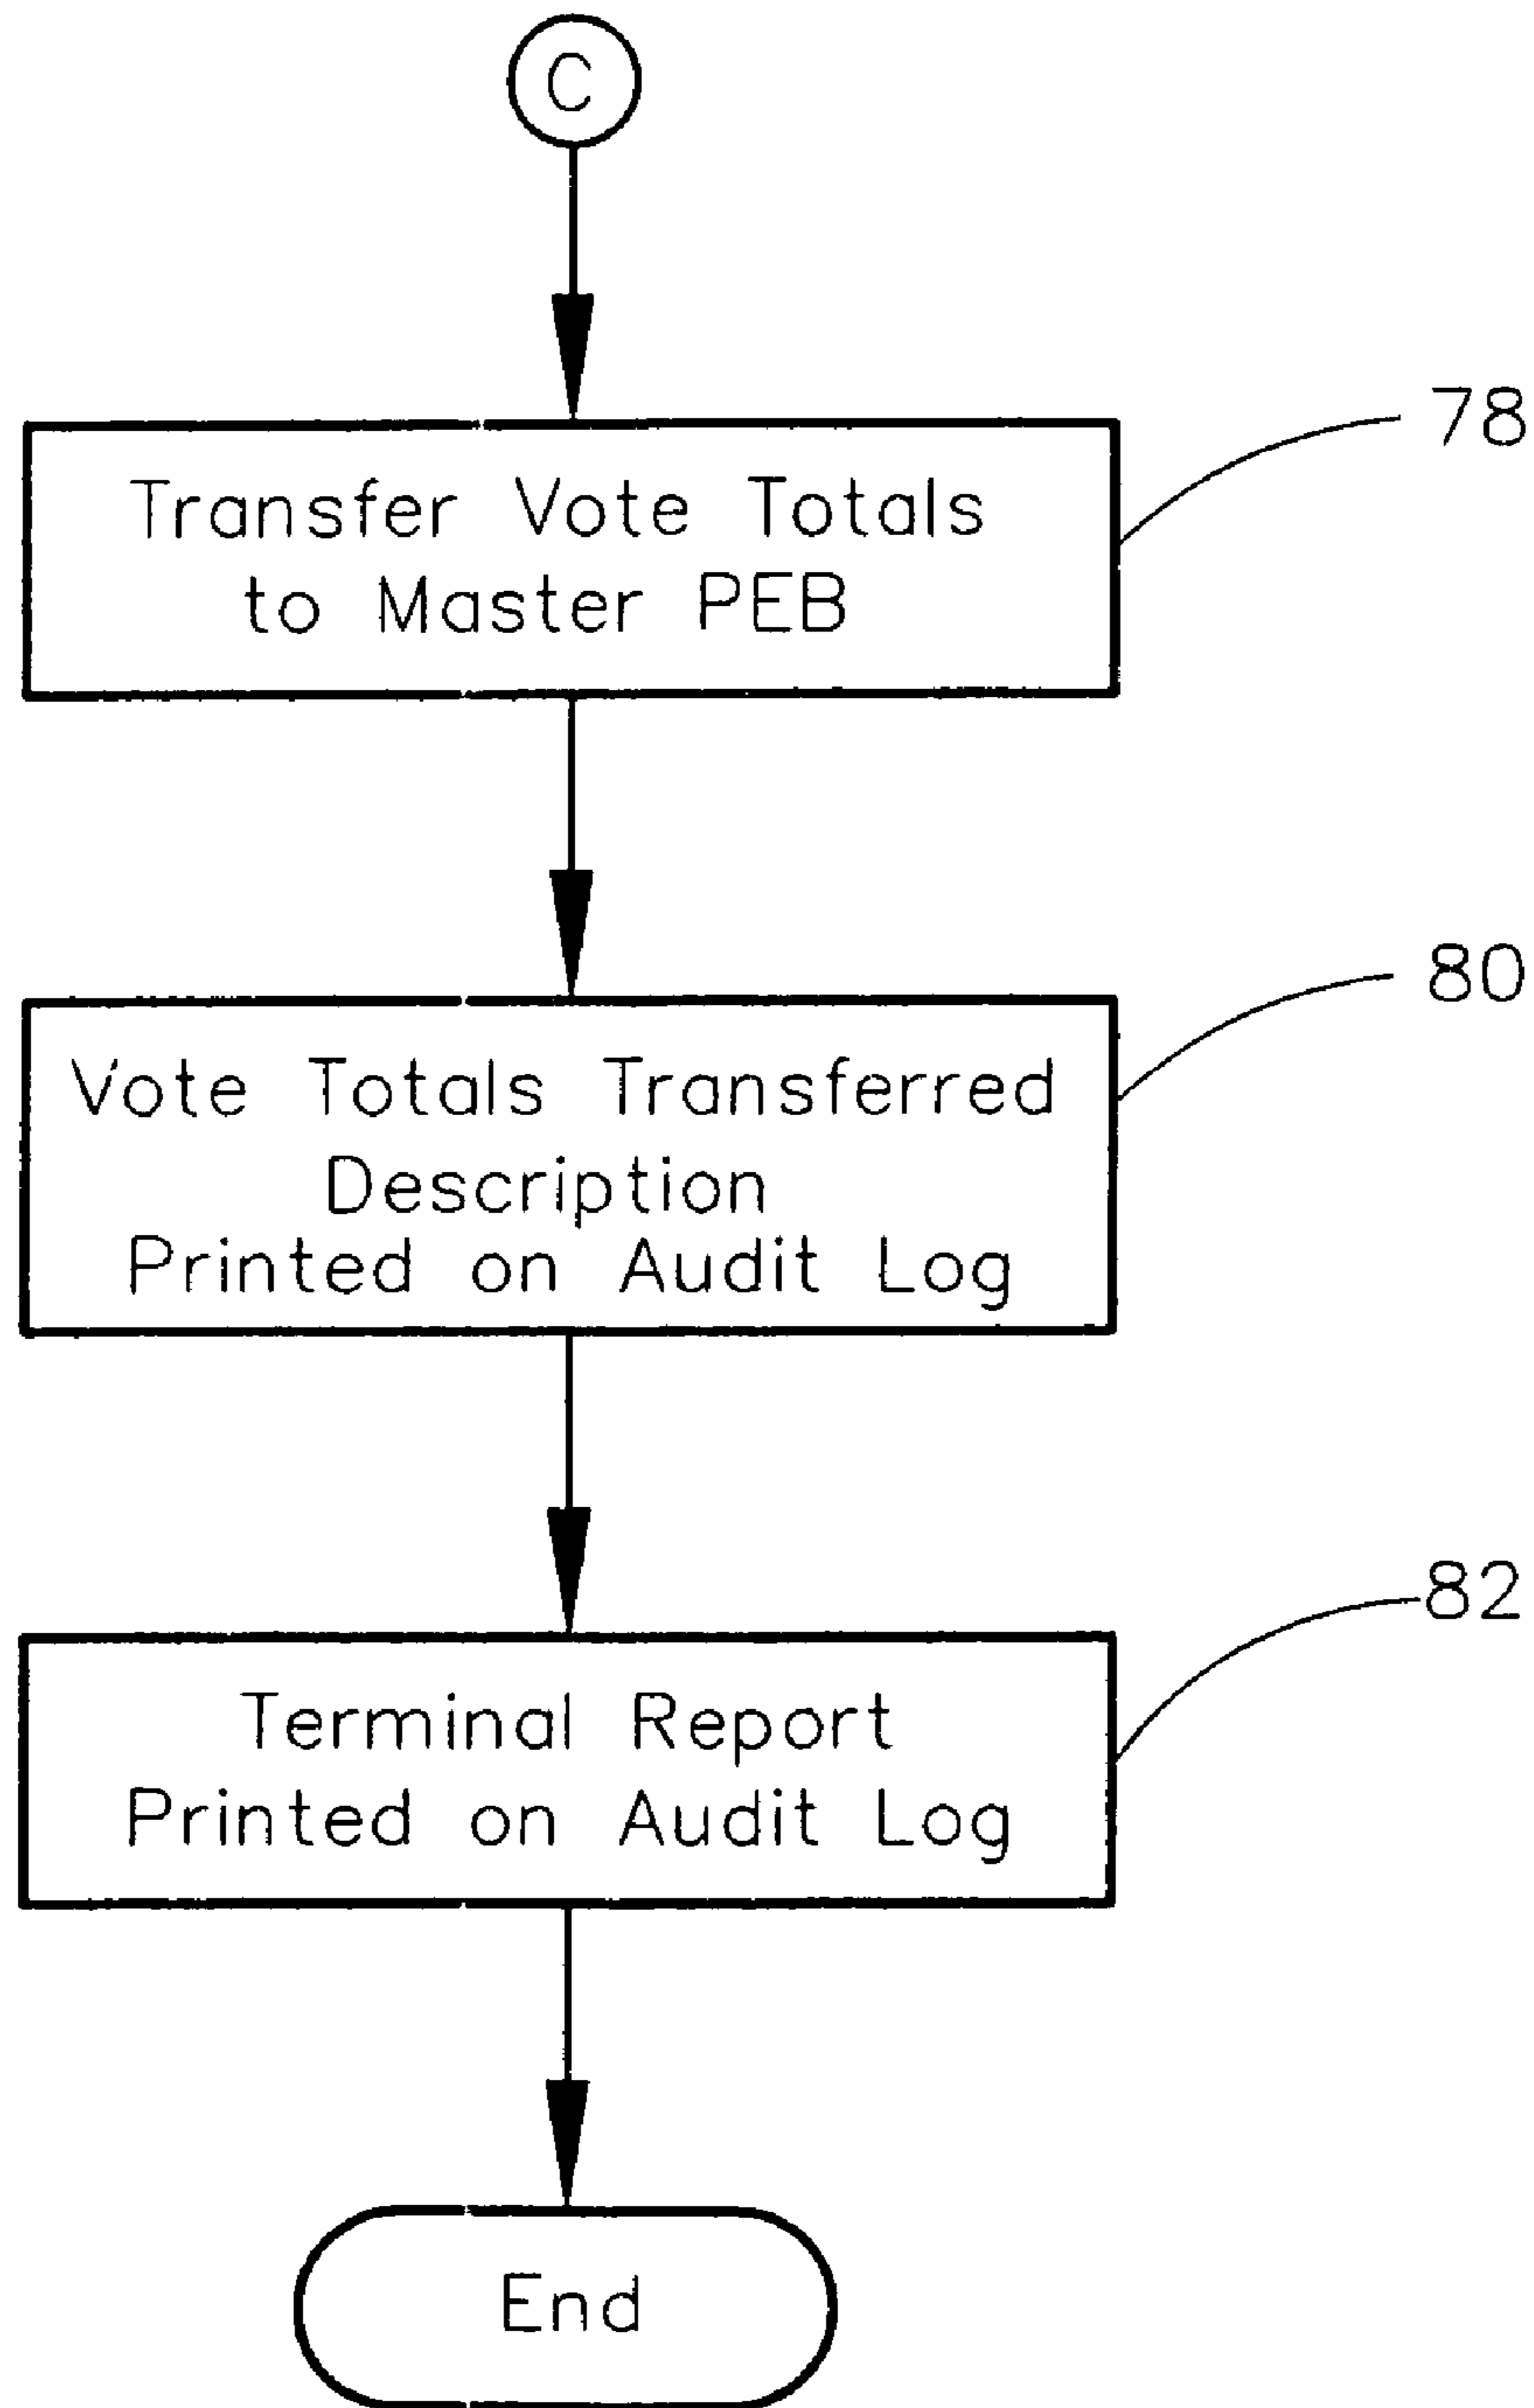 C
78
Transfer Vote Totals
to Master PEB
80
Vote Totals Transferred
Description
Printed on Audit Log
82
Terminal Report
Printed on Audit Log
End